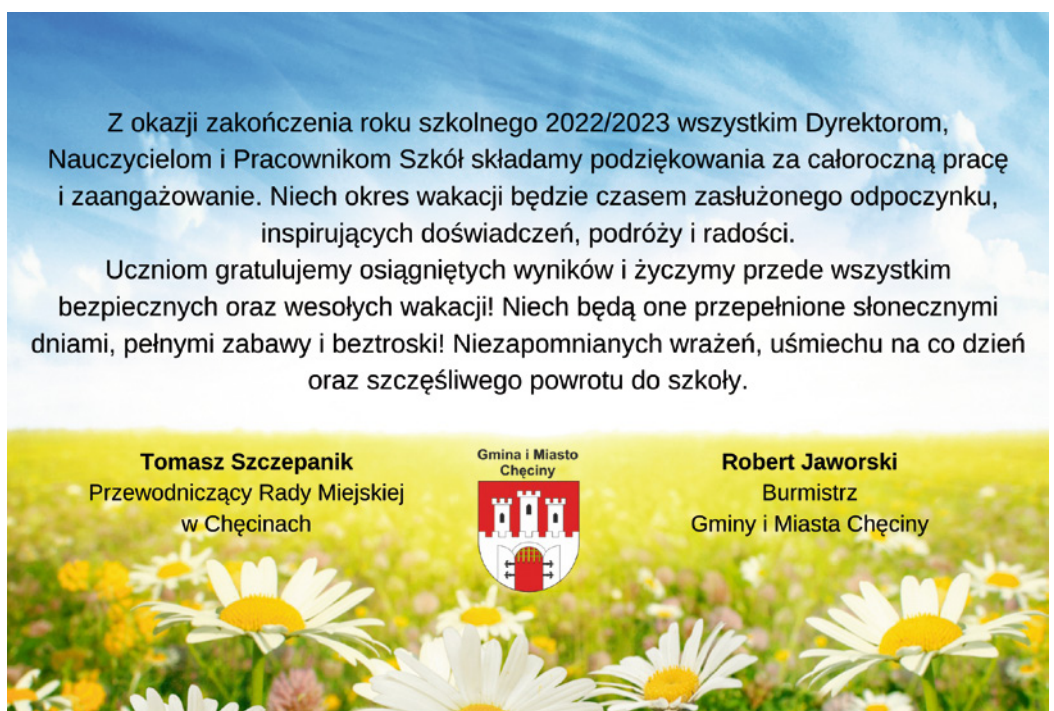 Z okazji zakończenia roku szkolnego 2022/2023 wszystkim Dyrektorom,
Nauczycielom i Pracownikom Szkół składamy podziękowania za całoroczną pracę
i zaangażowanie. Niech okres wakacji będzie czasem zasłużonego odpoczynku,
inspirujących doświadczeń, podróży i radości.
Uczniom gratulujemy osiągniętych wyników i życzymy przede wszystkim
bezpiecznych oraz wesołych wakacji! Niech będą one przepełnione słonecznymi
dniami, pełnymi zabawy i beztroski! Niezapomnianych wrażeń, uśmiechu na co dzień
oraz szczęśliwego powrotu do szkoły.
Tomasz Szczepanik
Przewodniczący Rady Miejskiej
w Chęcinach
Gmina i Miasto
Chęciny
Robert Jaworski
Burmistrz
Gminy i Miasta Chęciny